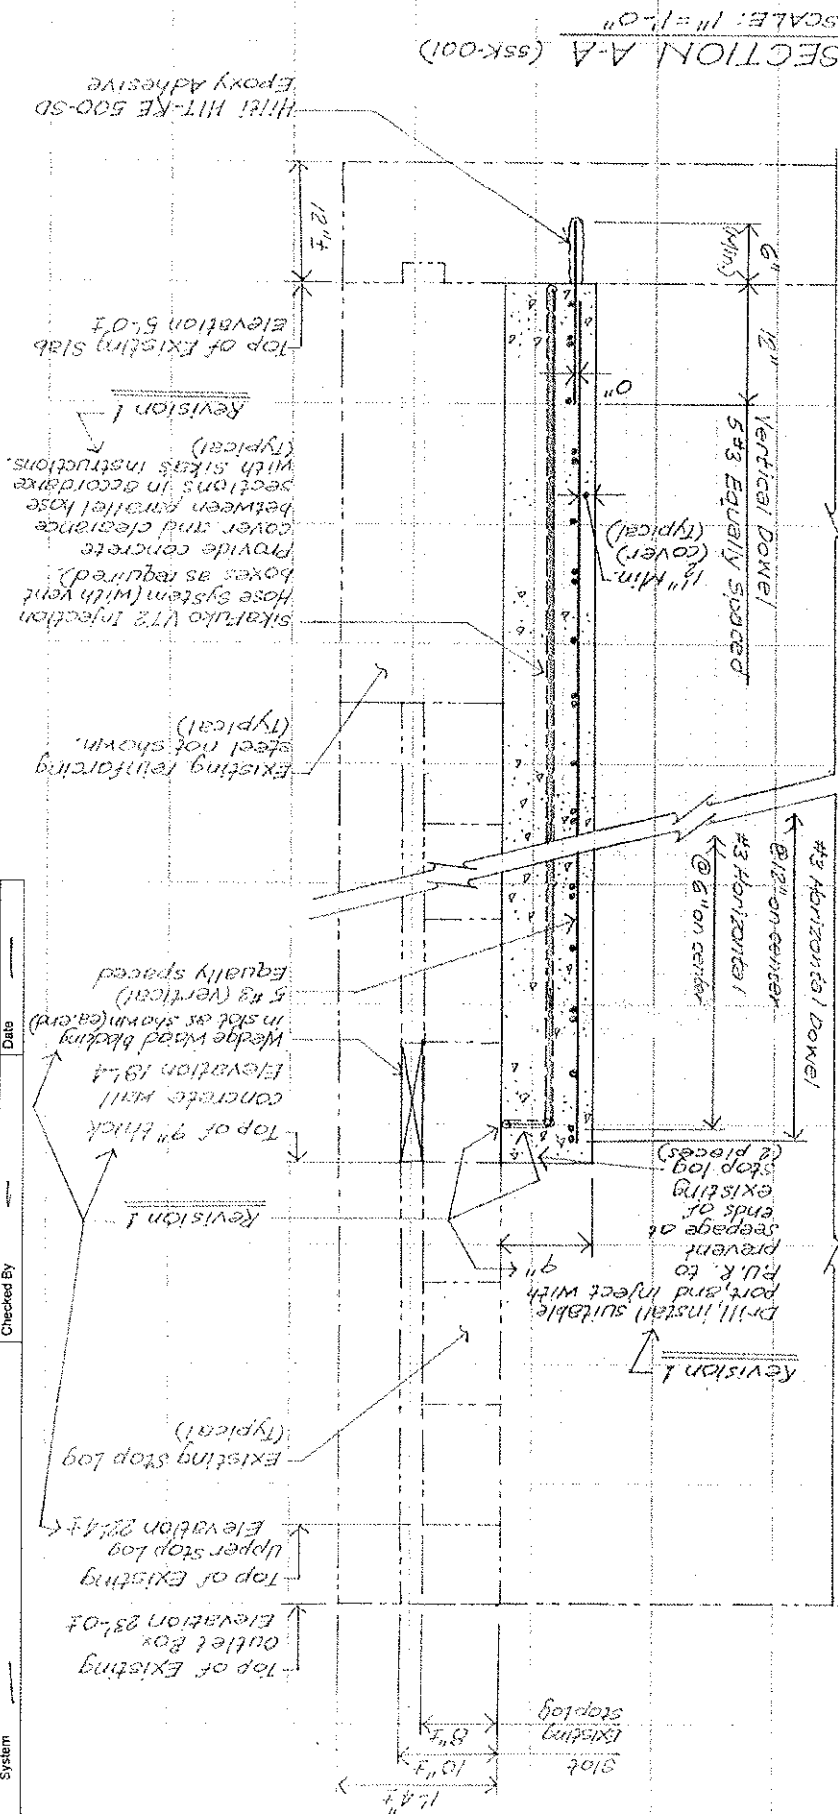 System
Checked By
Date
1'-4"±
10"±
8"±
Slot
Existing
Stoplog
Top of Existing
Outlet Box
Elevation 23'-0±
Top of Existing
Upper Stop Log
Elevation 22'-4±
Existing Stop Log
(Typical)
Revision 1
Drill, install suitable
port, and inject with
P.U.R. to
prevent
seepage at
ends of
existing
stop log
(2 pieces)
9"
Revision 1
Top of 9" thick
concrete wall
Elevation 19'-4
Wedge wood blocking
in slot as shown (ea. end)
5 #3 (vertical)
Equally spaced
#3 Horizontal Dowel
@ 12" on center
#3 Horizontal
@ 6" on center
Existing reinforcing
steel not shown.
(Typical)
SikaFuko VT2 Injection
Hose System (with vent
boxes as required).
Provide concrete
cover and clearance
between parallel hose
sections in accordance
with Sika's instructions.
(Typical)
Revision 1
1½" Min.
(cover)
(Typical)
Vertical Dowel
5 #3 Equally Spaced
0"
12"
6"
(Min)
Top of Existing Slab
Elevation 5'-0±
12"±
Hilti HIT-RE 500-SD
Epoxy Adhesive
SECTION A-A (SSK-001)
SCALE: 1"=1'-0"